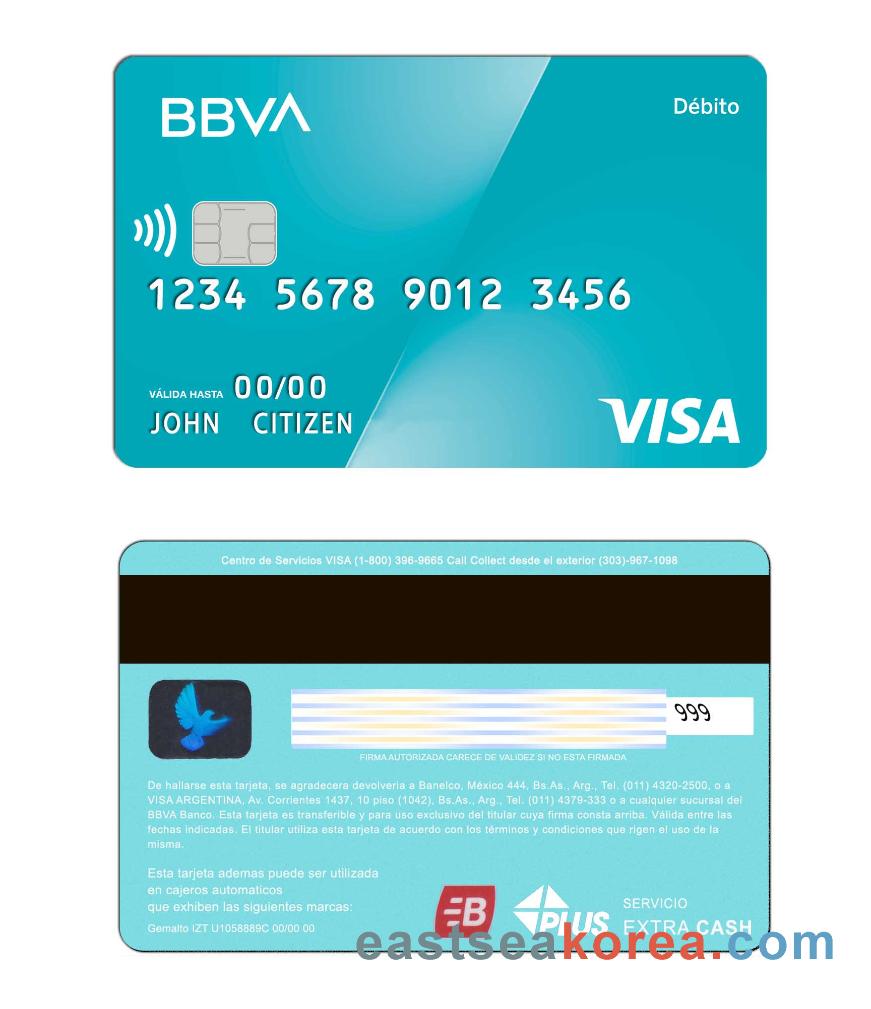 BBVA
Débito
1234 5678 9012 3456
VÁLIDA HASTA 00/00
JOHN CITIZEN
VISA
Centro de Servicios VISA (1-800) 396-9665 Call Collect desde el exterior (303)-967-1098
999
FIRMA AUTORIZADA CARECE DE VALIDEZ SI NO ESTA FIRMADA
De hallarse esta tarjeta, se agradecera devolveria a Banelco, México 444, Bs.As., Arg., Tel. (011) 4320-2500, o a
VISA ARGENTINA, Av. Corrientes 1437, 10 piso (1042), Bs.As., Arg., Tel. (011) 4379-333 o a cualquier sucursal del
BBVA Banco. Esta tarjeta es transferible y para uso exclusivo del titular cuya firma consta arriba. Válida entre las
fechas indicadas. El titular utiliza esta tarjeta de acuerdo con los términos y condiciones que rigen el uso de la
misma.
Esta tarjeta ademas puede ser utilizada
en cajeros automaticos
que exhiben las siguientes marcas:
Gemalto IZT U1058889C 00/00 00
B
PLUS
SERVICIO
EXTRA CASH
eastseakorea.com